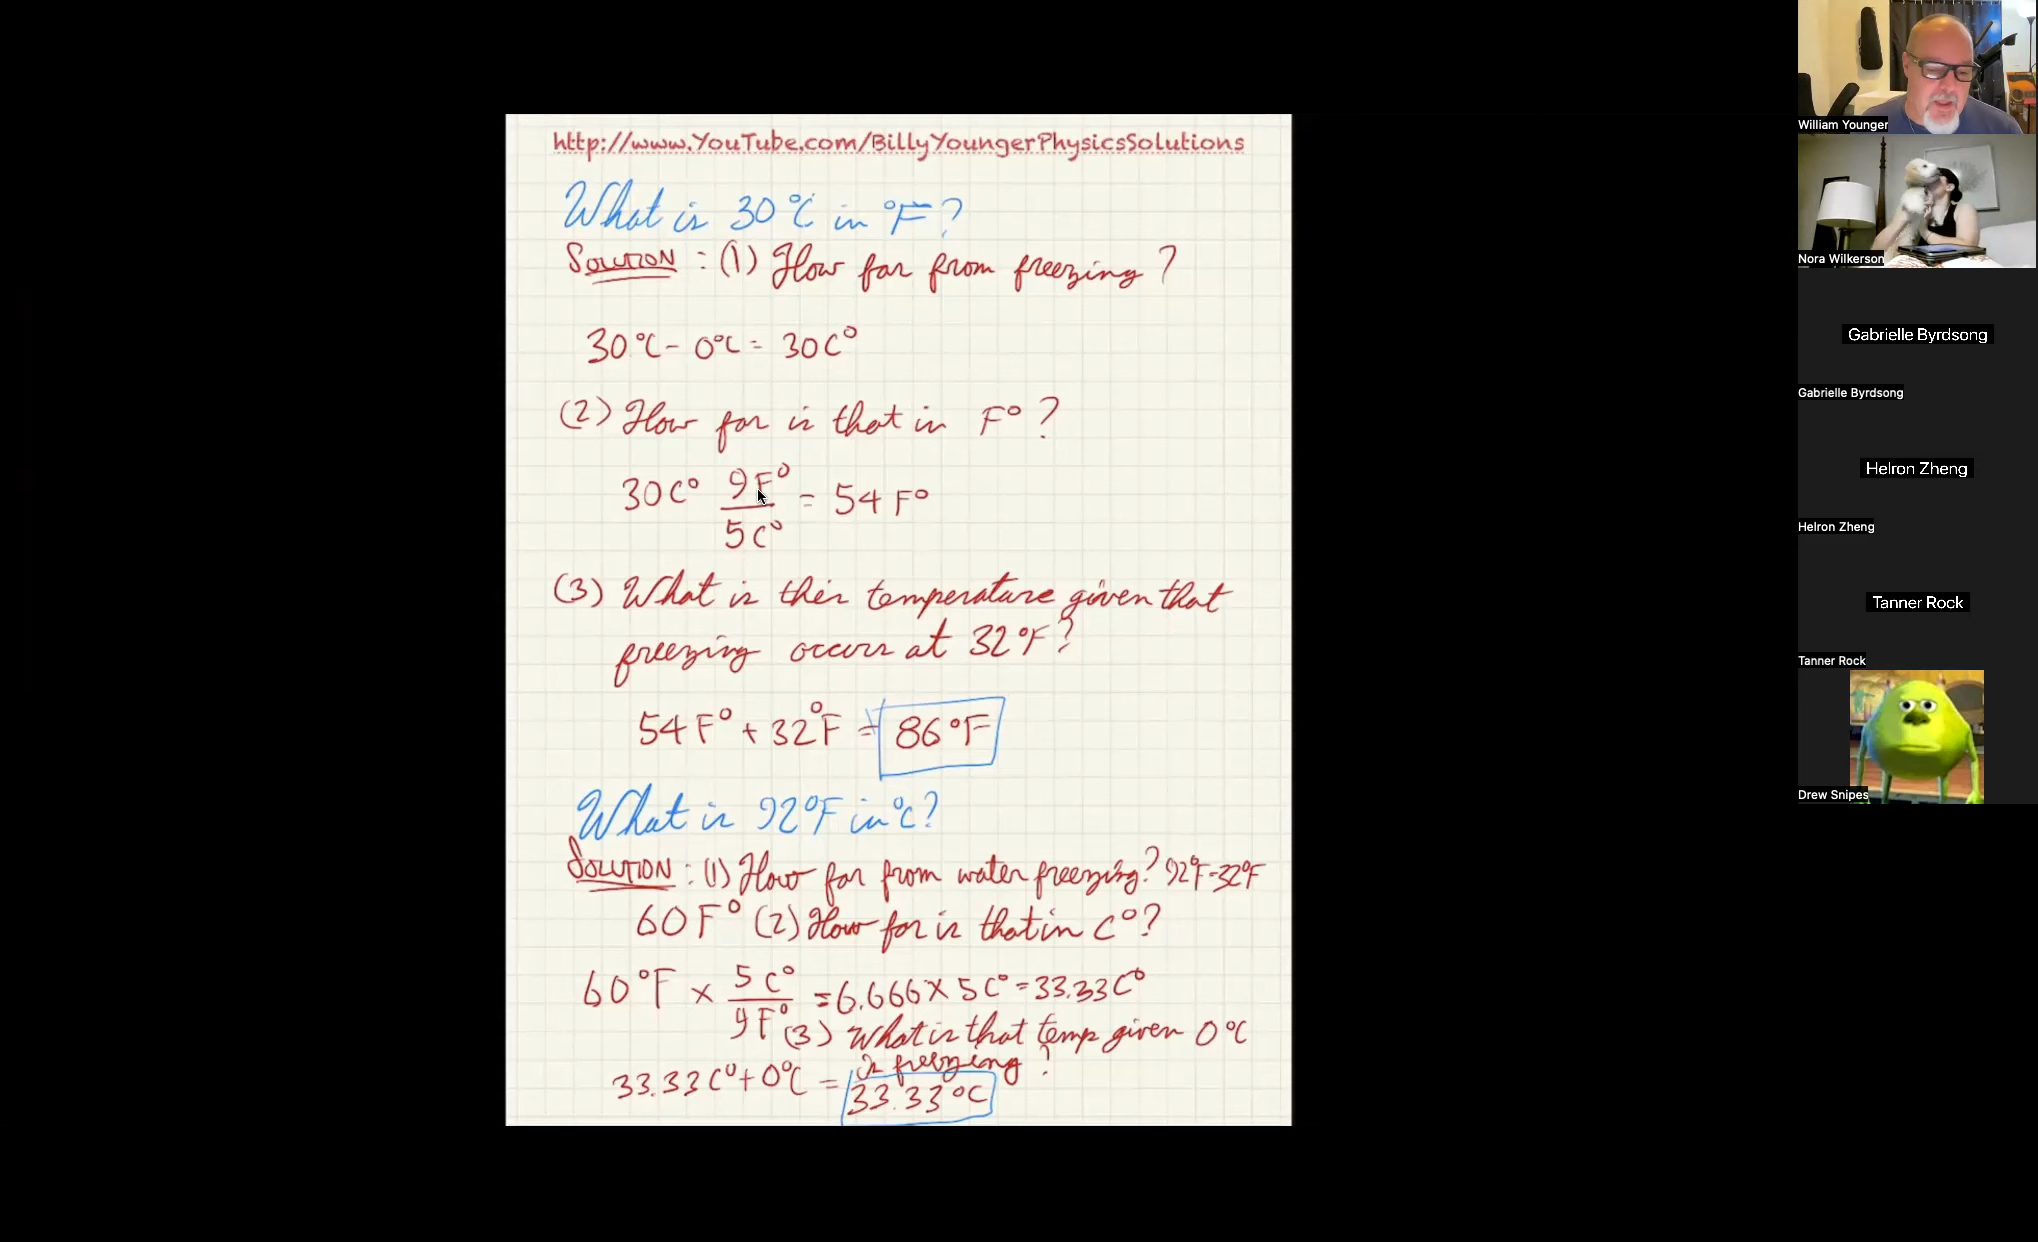 http://www.YouTube.com/BillyYoungerPhysicsSolutions
What is 30°C in °F?
SOLUTION : (1) How far from freezing?
30°C - 0°C = 30C°
(2) How far is that in F°?
30C° 9F°/5C° = 54F°
(3) What is this temperature given that
freezing occurs at 32°F?
54F° + 32°F = 86°F
What is 92°F in °C?
SOLUTION : (1) How far from water freezing? 92°F-32°F
60F° (2) How far is that in C°?
60°F x 5C°/9F° = 6.666 x 5C° = 33.33C°
(3) What is that temp given 0°C
is freezing?
33.33C° + 0°C = 33.33°C
William Younger
Nora Wilkerson
Gabrielle Byrdsong
Gabrielle Byrdsong
Helron Zheng
Helron Zheng
Tanner Rock
Tanner Rock
Drew Snipes